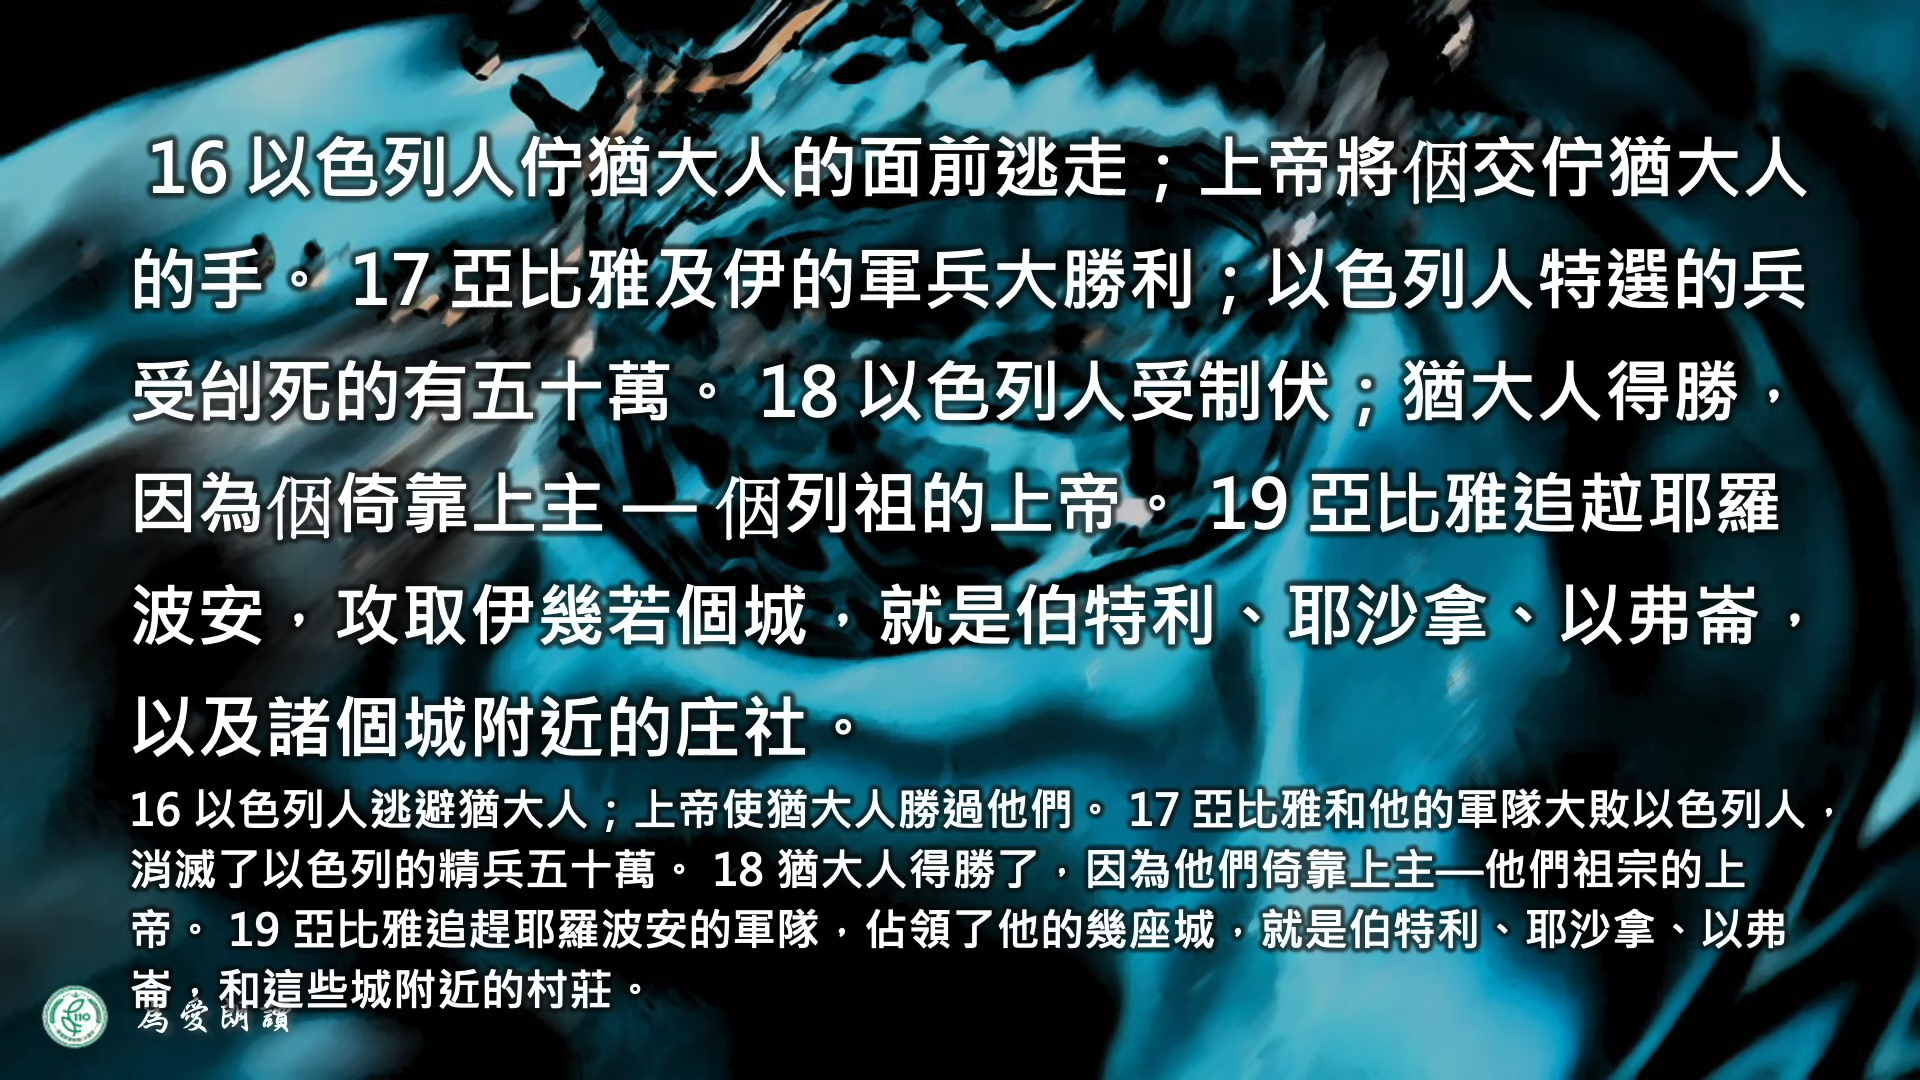 16 以色列人佇猶大人的面前逃走；上帝將𪜶交佇猶大人
的手。 17 亞比雅及伊的軍兵大勝利；以色列人特選的兵
受刣死的有五十萬。 18 以色列人受制伏；猶大人得勝，
因為𪜶倚靠上主 — 𪜶列祖的上帝。 19 亞比雅追趃耶羅
波安，攻取伊幾若個城，就是伯特利、耶沙拿、以弗崙，
以及諸個城附近的庄社。
16 以色列人逃避猶大人；上帝使猶大人勝過他們。 17 亞比雅和他的軍隊大敗以色列人，
消滅了以色列的精兵五十萬。 18 猶大人得勝了，因為他們倚靠上主—他們祖宗的上
帝。 19 亞比雅追趕耶羅波安的軍隊，佔領了他的幾座城，就是伯特利、耶沙拿、以弗
崙，和這些城附近的村莊。
為愛朗讀